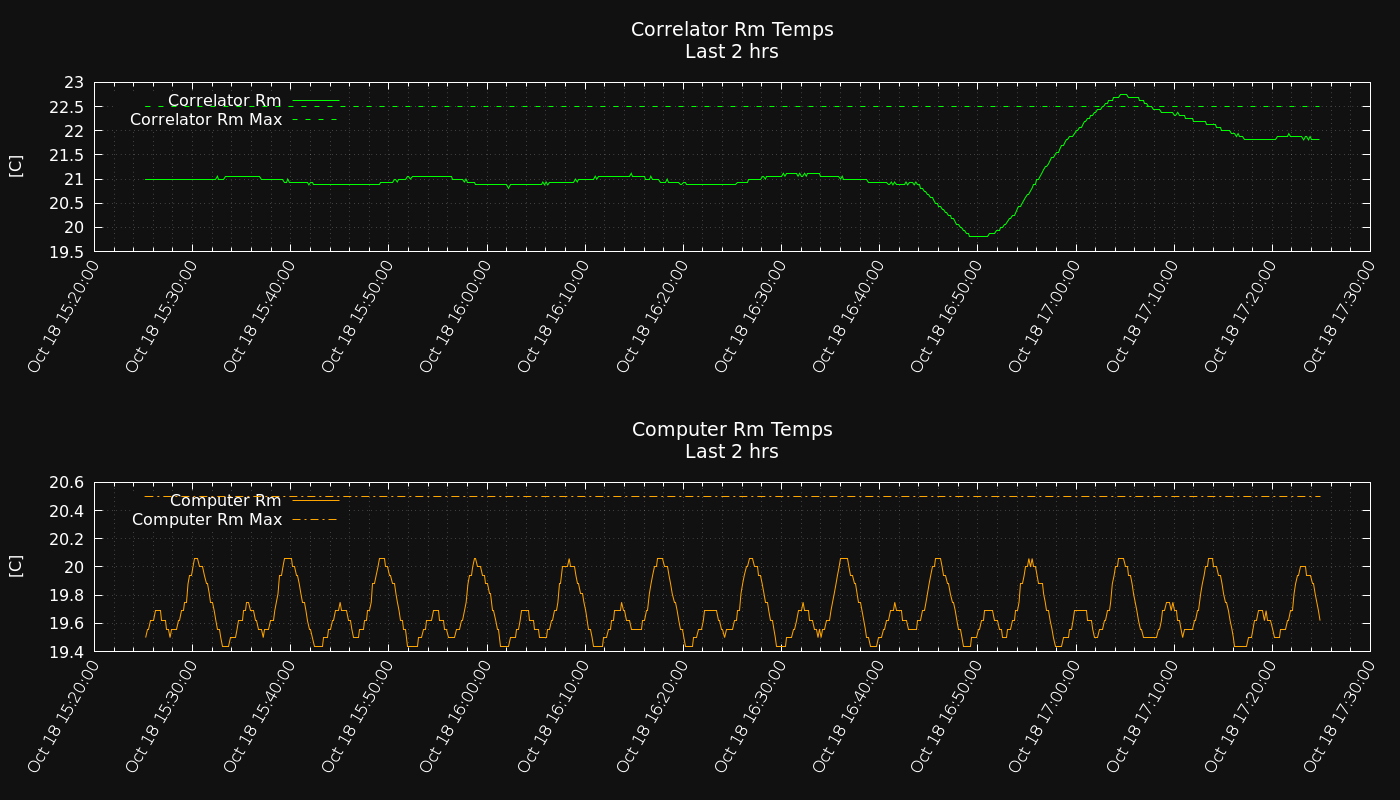 Correlator Rm Temps
Last 2 hrs
23
22.5
22
21.5
21
20.5
20
19.5
[C]
Correlator Rm
Correlator Rm Max
Oct 18 15:20:00
Oct 18 15:30:00
Oct 18 15:40:00
Oct 18 15:50:00
Oct 18 16:00:00
Oct 18 16:10:00
Oct 18 16:20:00
Oct 18 16:30:00
Oct 18 16:40:00
Oct 18 16:50:00
Oct 18 17:00:00
Oct 18 17:10:00
Oct 18 17:20:00
Oct 18 17:30:00
Computer Rm Temps
Last 2 hrs
20.6
20.4
20.2
20
19.8
19.6
19.4
[C]
Computer Rm
Computer Rm Max
Oct 18 15:20:00
Oct 18 15:30:00
Oct 18 15:40:00
Oct 18 15:50:00
Oct 18 16:00:00
Oct 18 16:10:00
Oct 18 16:20:00
Oct 18 16:30:00
Oct 18 16:40:00
Oct 18 16:50:00
Oct 18 17:00:00
Oct 18 17:10:00
Oct 18 17:20:00
Oct 18 17:30:00